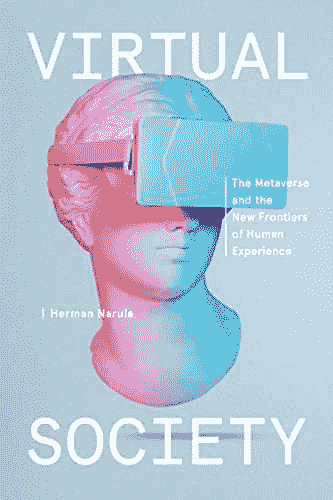 VIRTUAL
The Metaverse
and the
New Frontiers
of Human
Experience
Herman Narula
SOCIETY